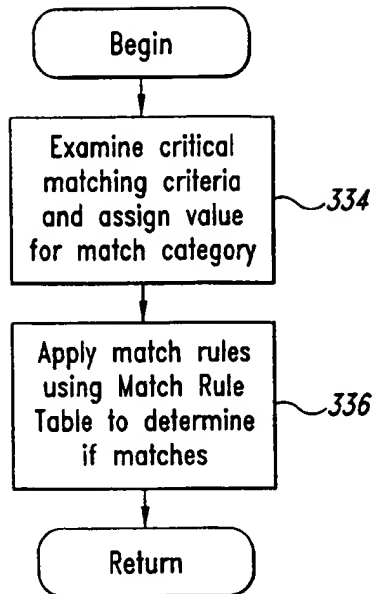 Begin
Examine critical
matching criteria
and assign value
for match category
334
Apply match rules
using Match Rule
Table to determine
if matches
336
Return